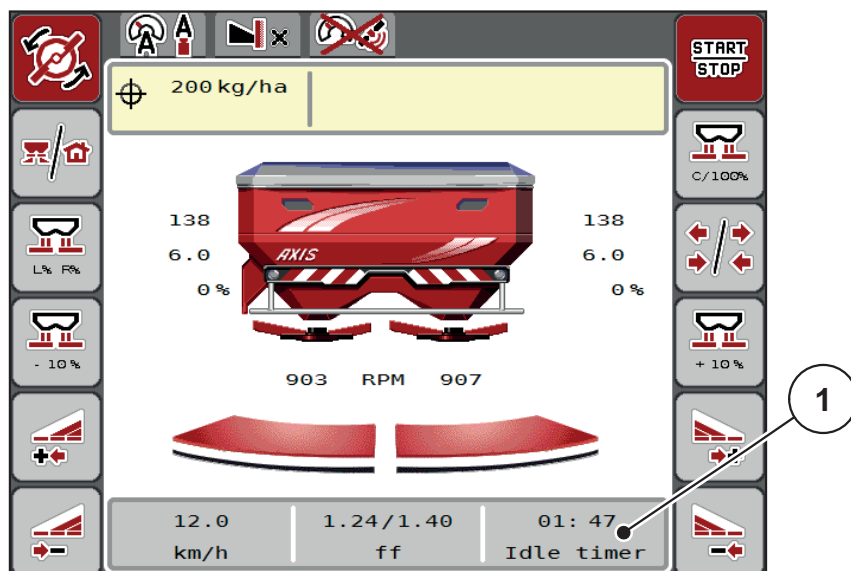 A A
x
START
STOP
200 kg/ha
C/100%
138 138
6.0 AXIS 6.0
0 % 0 %
L% R%
- 10 %
+ 10 %
903 RPM 907
1
12.0 1.24/1.40 01: 47
km/h ff Idle timer